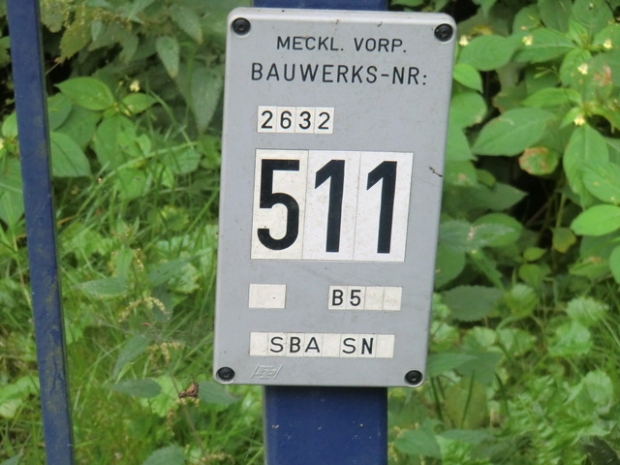 MECKL. VORP.
BAUWERKS-NR:
2632
511
B5
SBA SN